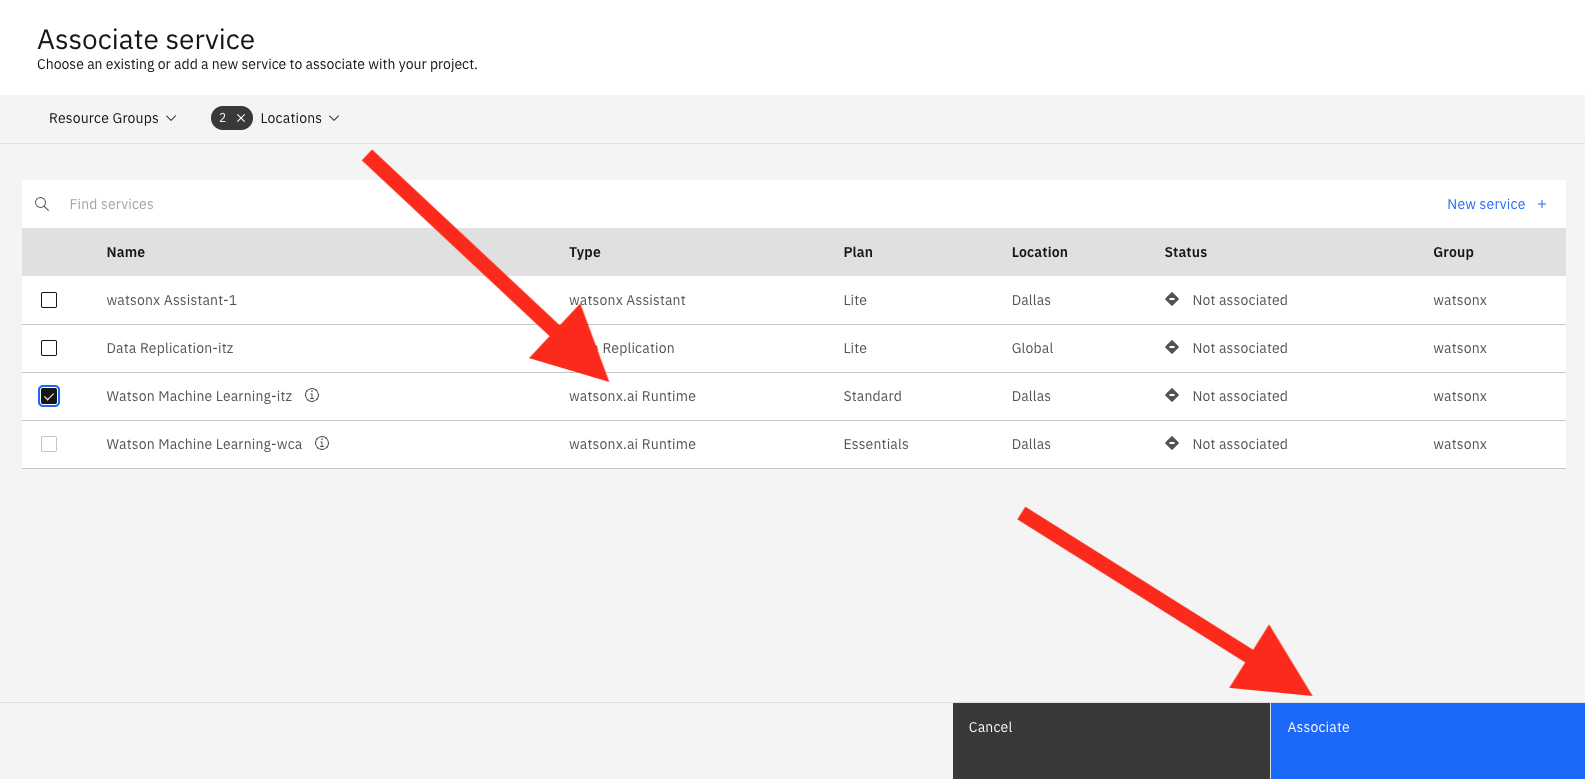 Associate service
Choose an existing or add a new service to associate with your project.
Resource Groups 2 Locations
Find services New service +
Name Type Plan Location Status Group
watsonx Assistant-1 watsonx Assistant Lite Dallas Not associated watsonx
Data Replication-itz Replication Lite Global Not associated watsonx
Watson Machine Learning-itz watsonx.ai Runtime Standard Dallas Not associated watsonx
Watson Machine Learning-wca watsonx.ai Runtime Essentials Dallas Not associated watsonx
Cancel Associate